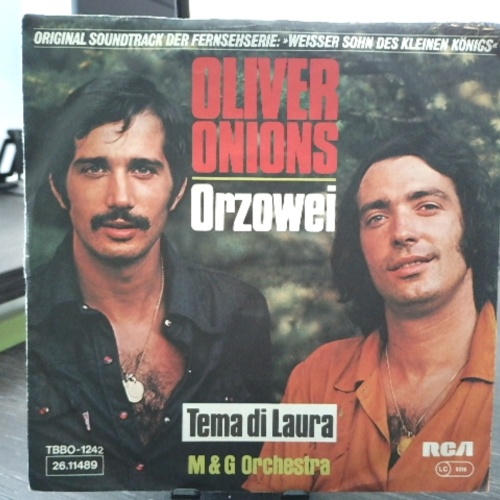 ORIGINAL SOUNDTRACK DER FERNSEHSERIE: »WEISSER SOHN DES KLEINEN KÖNIGS«
OLIVER
ONIONS
Orzowei
Tema di Laura
M & G Orchestra
TBBO-1242
26.11489
RCA
LC